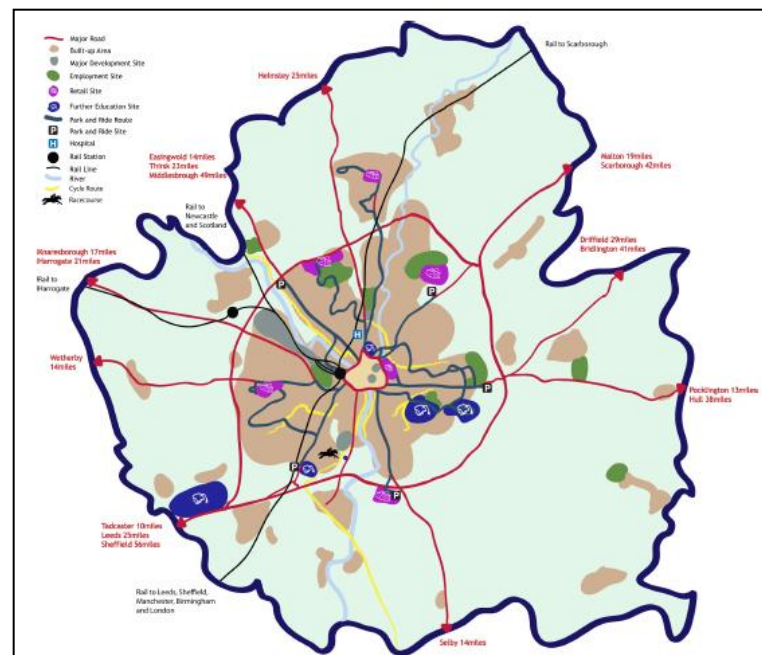 Major Road
Built-up Area
Major Development Site
Employment Site
Retail Site
Further Education Site
Park and Ride Route
P Park and Ride Site
H Hospital
Rail Station
Rail Line
River
Cycle Route
Racecourse
Rail to Scarborough
Helmsley 23miles
Easingwold 14miles
Thirsk 23miles
Middlesbrough 49miles
Malton 19miles
Scarborough 42miles
Rail to
Newcastle
and Scotland
Driffield 29miles
Bridlington 41miles
Knaresborough 17miles
Harrogate 21miles
Rail to
Harrogate
P
P
H
Wetherby
14miles
P
Pocklington 13miles
Hull 38miles
P
P
Tadcaster 10miles
Leeds 25miles
Sheffield 56miles
Rail to Leeds, Sheffield,
Manchester, Birmingham
and London
Selby 14miles